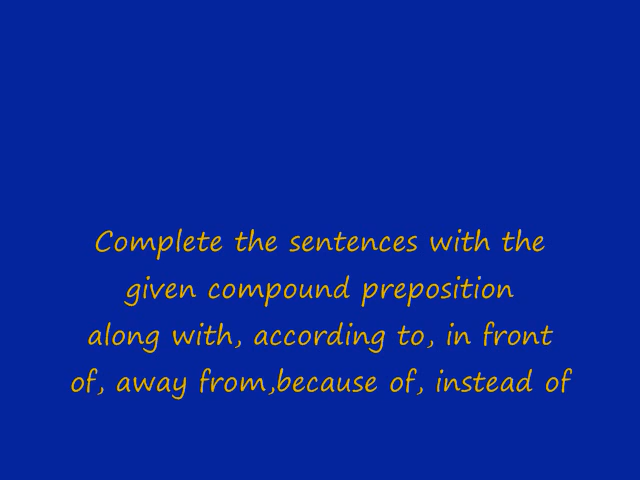 Complete the sentences with the
given compound preposition
along with, according to, in front
of, away from,because of, instead of